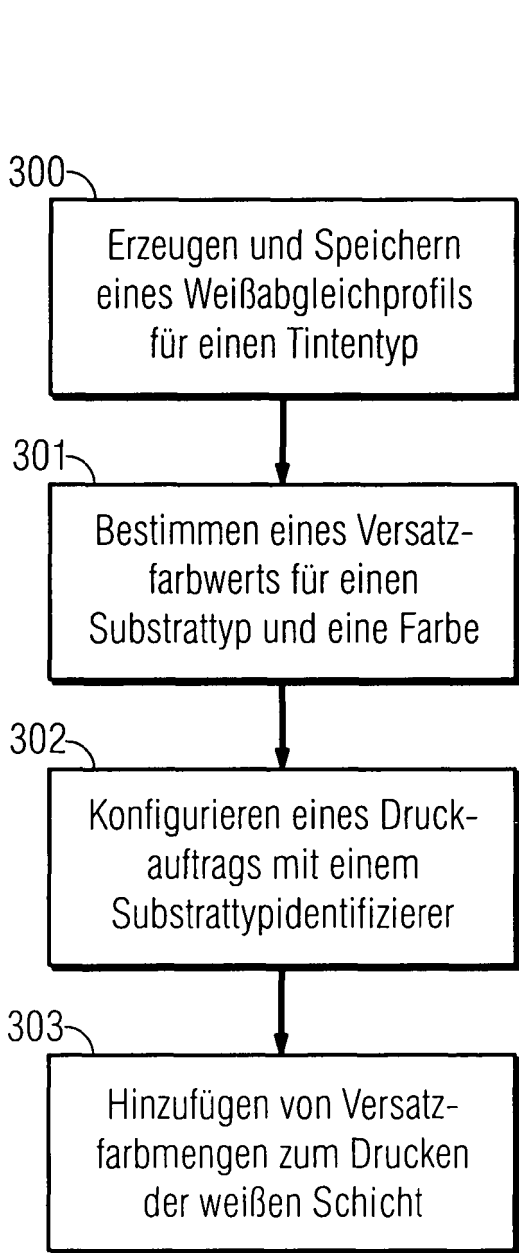 300
Erzeugen und Speichern
eines Weißabgleichprofils
für einen Tintentyp
301
Bestimmen eines Versatz-
farbwerts für einen
Substrattyp und eine Farbe
302
Konfigurieren eines Druck-
auftrags mit einem
Substrattypidentifizierer
303
Hinzufügen von Versatz-
farbmengen zum Drucken
der weißen Schicht